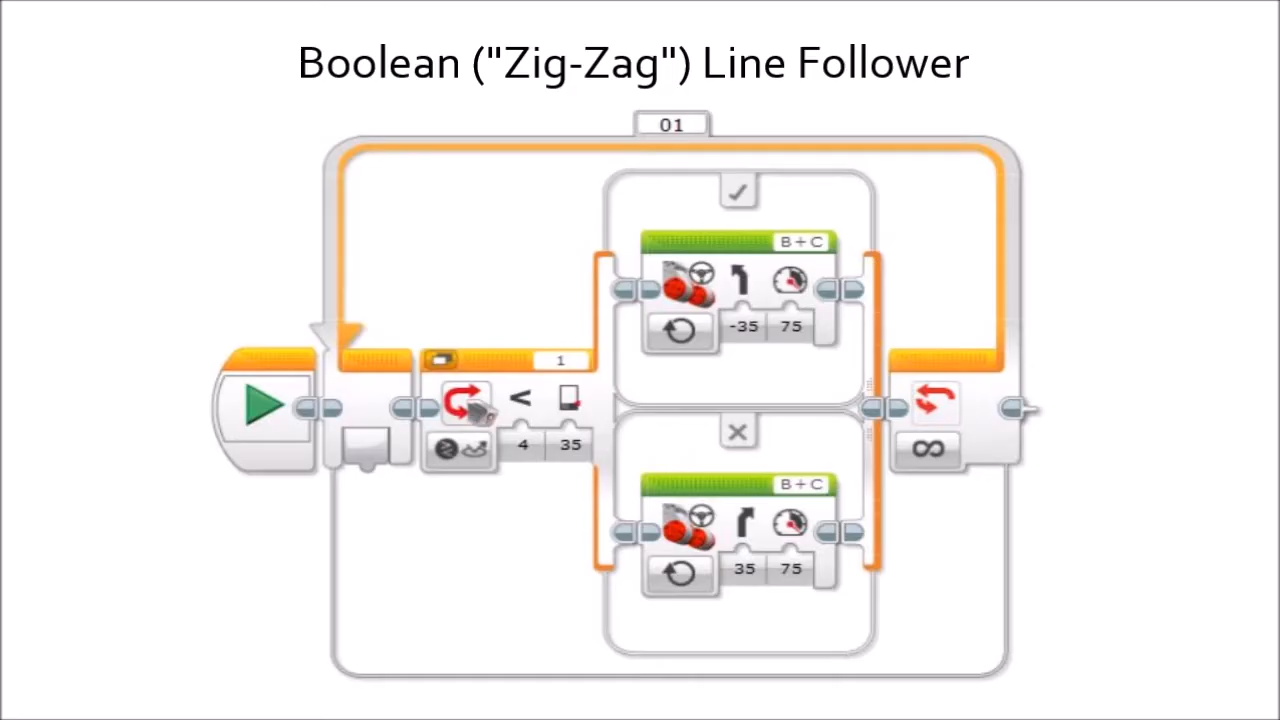 Boolean ("Zig-Zag") Line Follower
01
B+C
-35 75
1
<
4 35
B+C
35 75
∞